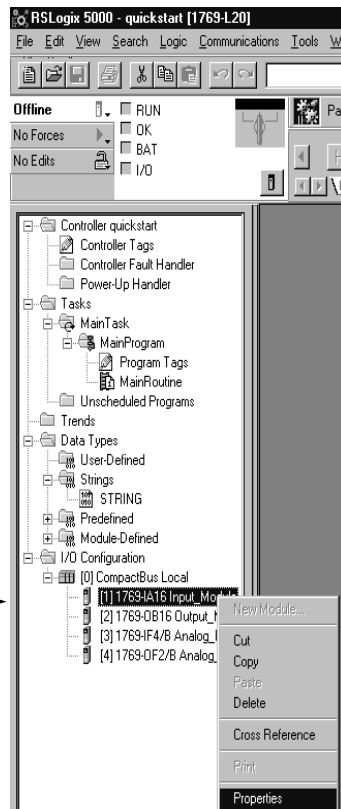 RSLogix 5000 - quickstart [1769-L20]
File Edit View Search Logic Communications Tools
Offline RUN
No Forces OK
No Edits BAT
I/O
Controller quickstart
Controller Tags
Controller Fault Handler
Power-Up Handler
Tasks
MainTask
MainProgram
Program Tags
MainRoutine
Unscheduled Programs
Trends
Data Types
User-Defined
Strings
STRING
Predefined
Module-Defined
I/O Configuration
[0] CompactBus Local
[1] 1769-IA16 Input_Module
[2] 1769-OB16 Output_
[3] 1769-IF4/B Analog_
[4] 1769-OF2/B Analog_
New Module...
Cut
Copy
Paste
Delete
Cross Reference
Print
Properties